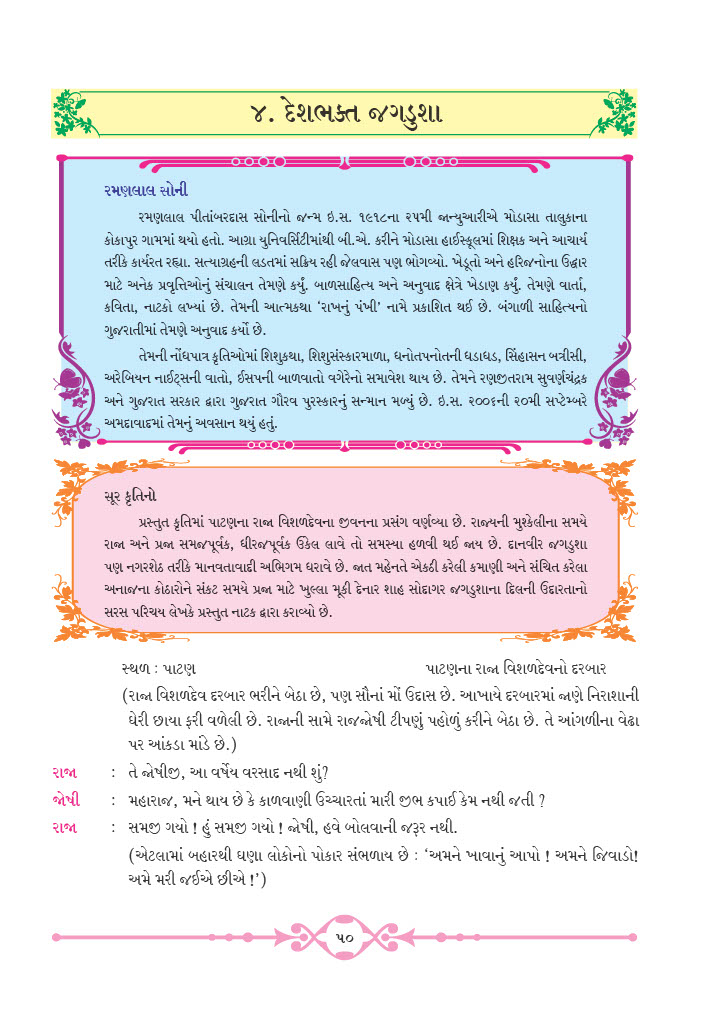 ૪. દેશભક્ત જગડુશા
રમણલાલ સોની
રમણલાલ પીતાંબરદાસ સોનીનો જન્મ ઇ.સ. ૧૯૧૮ના ૨૫મી જાન્યુઆરીએ મોડાસા તાલુકાના
કોકાપુર ગામમાં થયો હતો. આગ્રા યુનિવર્સિટીમાંથી બી.એ. કરીને મોડાસા હાઈસ્કૂલમાં શિક્ષક અને આચાર્ય
તરીકે કાર્યરત રહ્યા. સત્યાગ્રહની લડતમાં સક્રિય રહી જેલવાસ પણ ભોગવ્યો. ખેડૂતો અને હરિજનોના ઉદ્ધાર
માટે અનેક પ્રવૃત્તિઓનું સંચાલન તેમણે કર્યું. બાળસાહિત્ય અને અનુવાદ ક્ષેત્રે ખેડાણ કર્યું. તેમણે વાર્તા,
કવિતા, નાટકો લખ્યાં છે. તેમની આત્મકથા ‘રાખનું પંખી’ નામે પ્રકાશિત થઈ છે. બંગાળી સાહિત્યનો
ગુજરાતીમાં તેમણે અનુવાદ કર્યો છે.
તેમની નોંધપાત્ર કૃતિઓમાં શિશુકથા, શિશુસંસ્કારમાળા, ધનોતપનોતની ધડાધડ, સિંહાસન બત્રીસી,
અરેબિયન નાઈટ્સની વાતો, ઈસપની બાળવાતો વગેરેનો સમાવેશ થાય છે. તેમને રણજીતરામ સુવર્ણચંદ્રક
અને ગુજરાત સરકાર દ્વારા ગુજરાત ગૌરવ પુરસ્કારનું સન્માન મળ્યું છે. ઇ.સ. ૨૦૦૬ની ૨૦મી સપ્ટેમ્બરે
અમદાવાદમાં તેમનું અવસાન થયું હતું.
સૂર કૃતિનો
પ્રસ્તુત કૃતિમાં પાટણના રાજા વિશળદેવના જીવનના પ્રસંગ વર્ણવ્યા છે. રાજ્યની મુશ્કેલીના સમયે
રાજા અને પ્રજા સમજપૂર્વક, ધીરજપૂર્વક ઉકેલ લાવે તો સમસ્યા હળવી થઈ જાય છે. દાનવીર જગડુશા
પણ નગરશેઠ તરીકે માનવતાવાદી અભિગમ ધરાવે છે. જાત મહેનતે એકઠી કરેલી કમાણી અને સંચિત કરેલા
અનાજના કોઠારોને સંકટ સમયે પ્રજા માટે ખુલ્લા મૂકી દેનાર શાહ સોદાગર જગડુશાના દિલની ઉદારતાનો
સરસ પરિચય લેખકે પ્રસ્તુત નાટક દ્વારા કરાવ્યો છે.
સ્થળ : પાટણ પાટણના રાજા વિશળદેવનો દરબાર
(રાજા વિશળદેવ દરબાર ભરીને બેઠા છે, પણ સૌનાં મોં ઉદાસ છે. આખાયે દરબારમાં જાણે નિરાશાની
ઘેરી છાયા ફરી વળેલી છે. રાજાની સામે રાજજોષી ટીપણું પહોળું કરીને બેઠા છે. તે આંગળીના વેઢા
પર આંકડા માંડે છે.)
રાજા : તે જોષીજી, આ વર્ષેય વરસાદ નથી શું?
જોષી : મહારાજ, મને થાય છે કે કાળવાણી ઉચ્ચારતાં મારી જીભ કપાઈ કેમ નથી જતી ?
રાજા : સમજી ગયો ! હું સમજી ગયો ! જોષી, હવે બોલવાની જરૂર નથી.
(એટલામાં બહારથી ઘણા લોકોનો પોકાર સંભળાય છે : ‘અમને ખાવાનું આપો ! અમને જિવાડો!
અમે મરી જઈએ છીએ !’)
૫૦